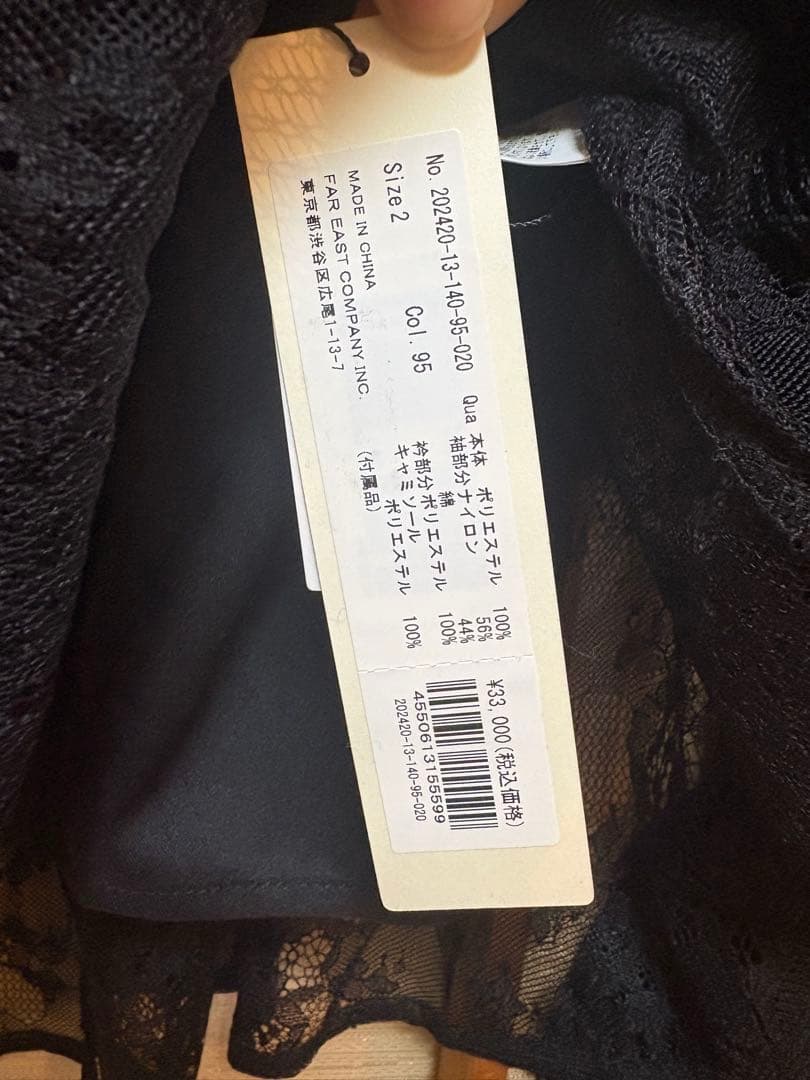 No. 202420-13-140-95-020
Size 2 Col. 95
MADE IN CHINA
FAR EAST COMPANY INC.
東京都渋谷区広尾1-13-7
Qua 本体 ポリエステル 100%
袖部分ナイロン 56%
綿 44%
衿部分ポリエステル 100%
キャミソール
ポリエステル 100%
(付属品)
¥33,000(税込価格)
4550613155599
202420-13-140-95-020